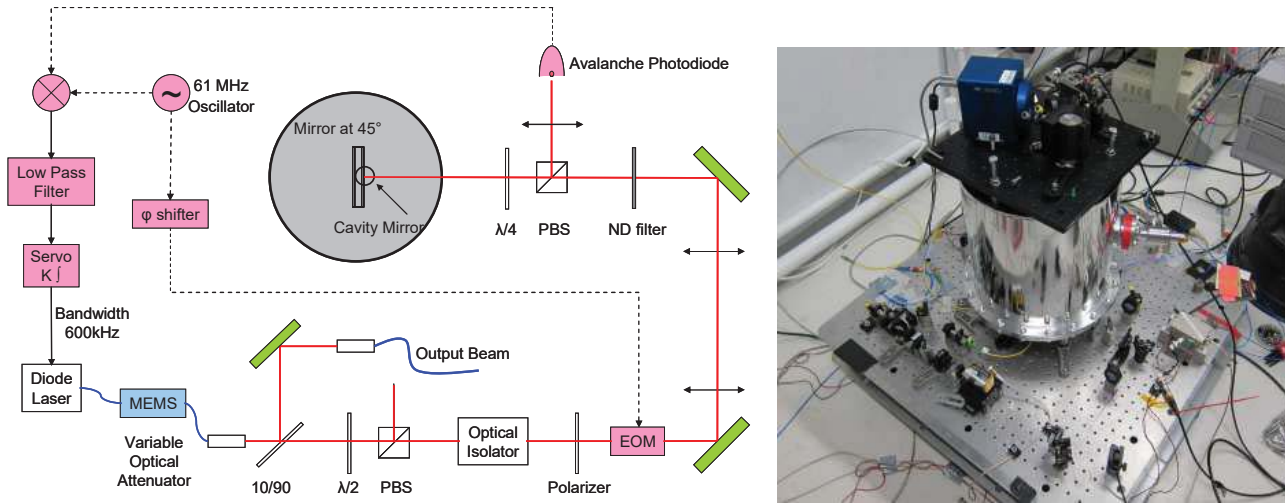 Avalanche Photodiode
61 MHz
Oscillator
~
Mirror at 45°
Low Pass
Filter
φ shifter
Cavity Mirror
λ/4
PBS
ND filter
Servo
K ∫
Bandwidth
600kHz
Output Beam
Diode
Laser
MEMS
Variable
Optical
Attenuator
10/90
λ/2
PBS
Optical
Isolator
Polarizer
EOM